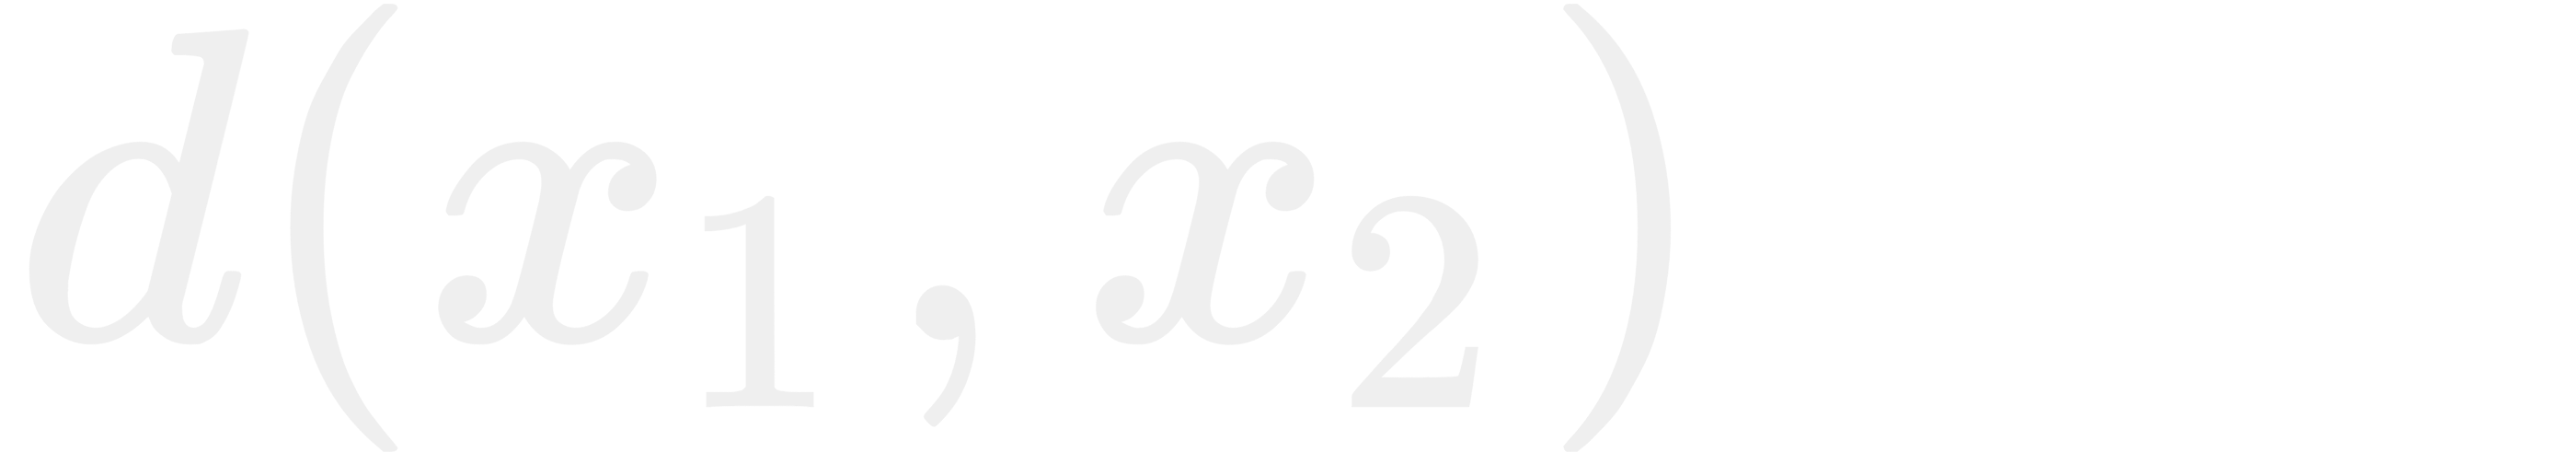 d(x₁, x₂)